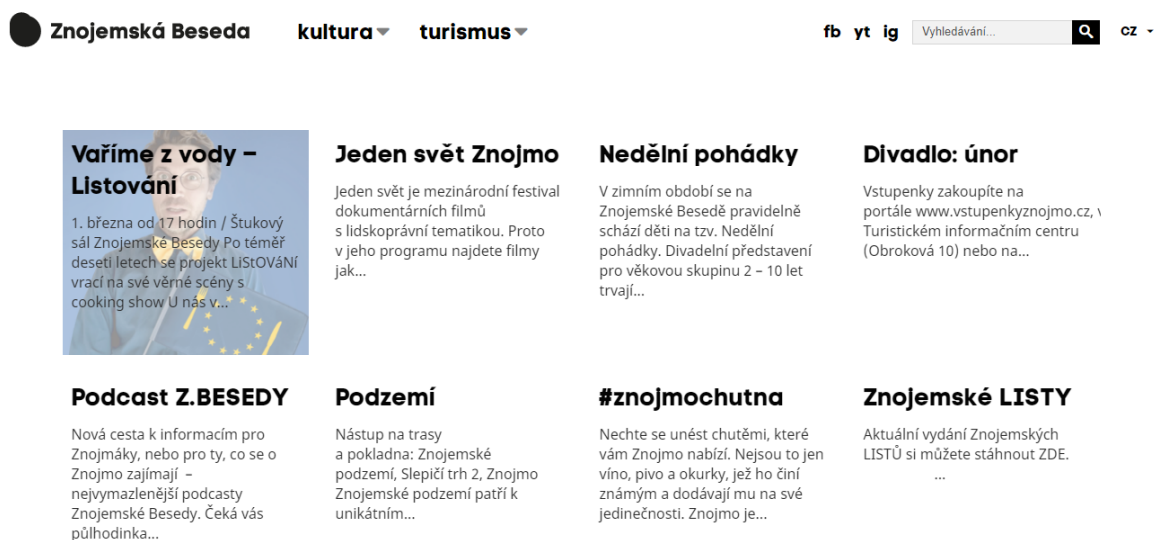 Znojemská Beseda
kultura
turismus
fb yt ig
Vyhledávání...
CZ
Vaříme z vody –
Listování
1. března od 17 hodin / Štukový
sál Znojemské Besedy Po téměř
deseti letech se projekt LiStOVáNí
vrací na své věrné scény s
cooking show U nás v...
Jeden svět Znojmo
Jeden svět je mezinárodní festival
dokumentárních filmů
s lidskoprávní tematikou. Proto
v jeho programu najdete filmy
jak...
Nedělní pohádky
V zimním období se na
Znojemské Besedě pravidelně
schází děti na tzv. Nedělní
pohádky. Divadelní představení
pro věkovou skupinu 2 – 10 let
trvají...
Divadlo: únor
Vstupenky zakoupíte na
portále www.vstupenkyznojmo.cz, v
Turistickém informačním centru
(Obroková 10) nebo na...
Podcast Z.BESEDY
Nová cesta k informacím pro
Znojmáky, nebo pro ty, co se o
Znojmo zajímají –
nejvymazlenější podcasty
Znojemské Besedy. Čeká vás
půlhodinka...
Podzemí
Nástup na trasy
a pokladna: Znojemské
podzemí, Slepičí trh 2, Znojmo
Znojemské podzemí patří k
unikátním...
#znojmochutna
Nechte se unést chutěmi, které
vám Znojmo nabízí. Nejsou to jen
víno, pivo a okurky, jež ho činí
známým a dodávají mu na své
jedinečnosti. Znojmo je...
Znojemské LISTY
Aktuální vydání Znojemských
LISTŮ si můžete stáhnout ZDE.
...